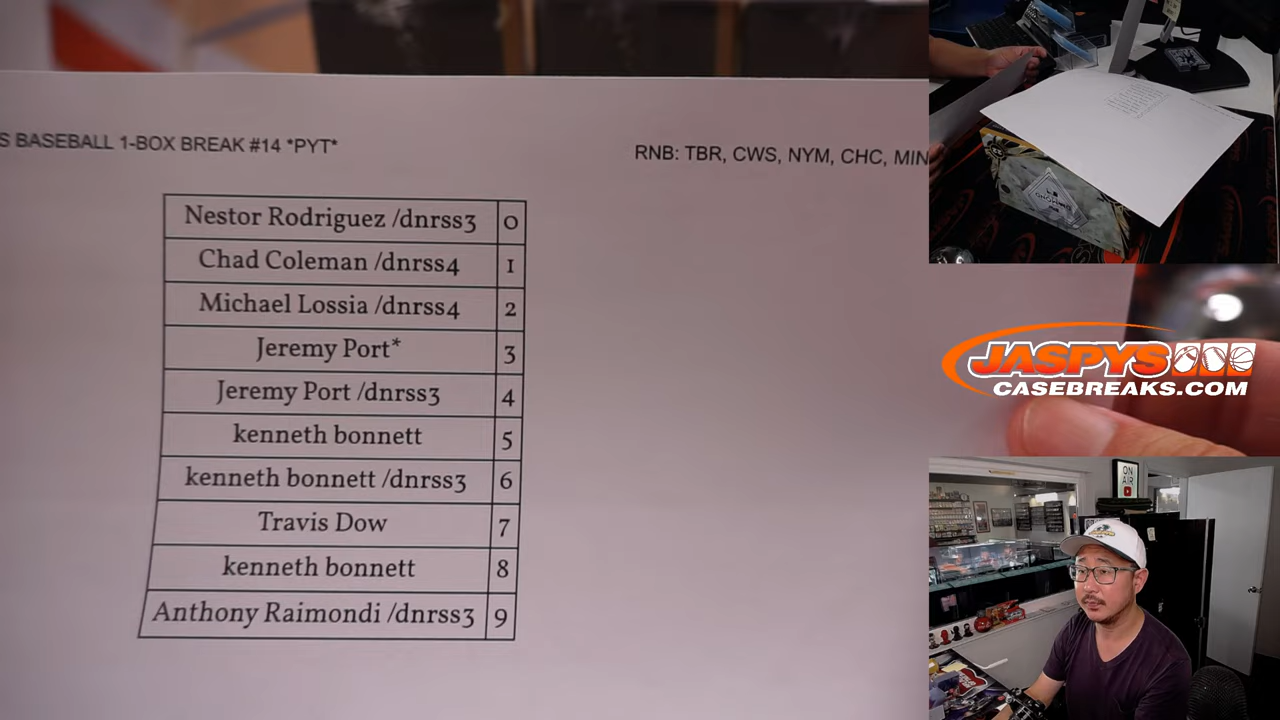 S BASEBALL 1-BOX BREAK #14 *PYT*
RNB: TBR, CWS, NYM, CHC, MIN
Nestor Rodriguez /dnrss3 0
Chad Coleman /dnrss4 1
Michael Lossia /dnrss4 2
Jeremy Port* 3
Jeremy Port /dnrss3 4
kenneth bonnett 5
kenneth bonnett /dnrss3 6
Travis Dow 7
kenneth bonnett 8
Anthony Raimondi /dnrss3 9
JASPYS
CASEBREAKS.COM
ON
AIR